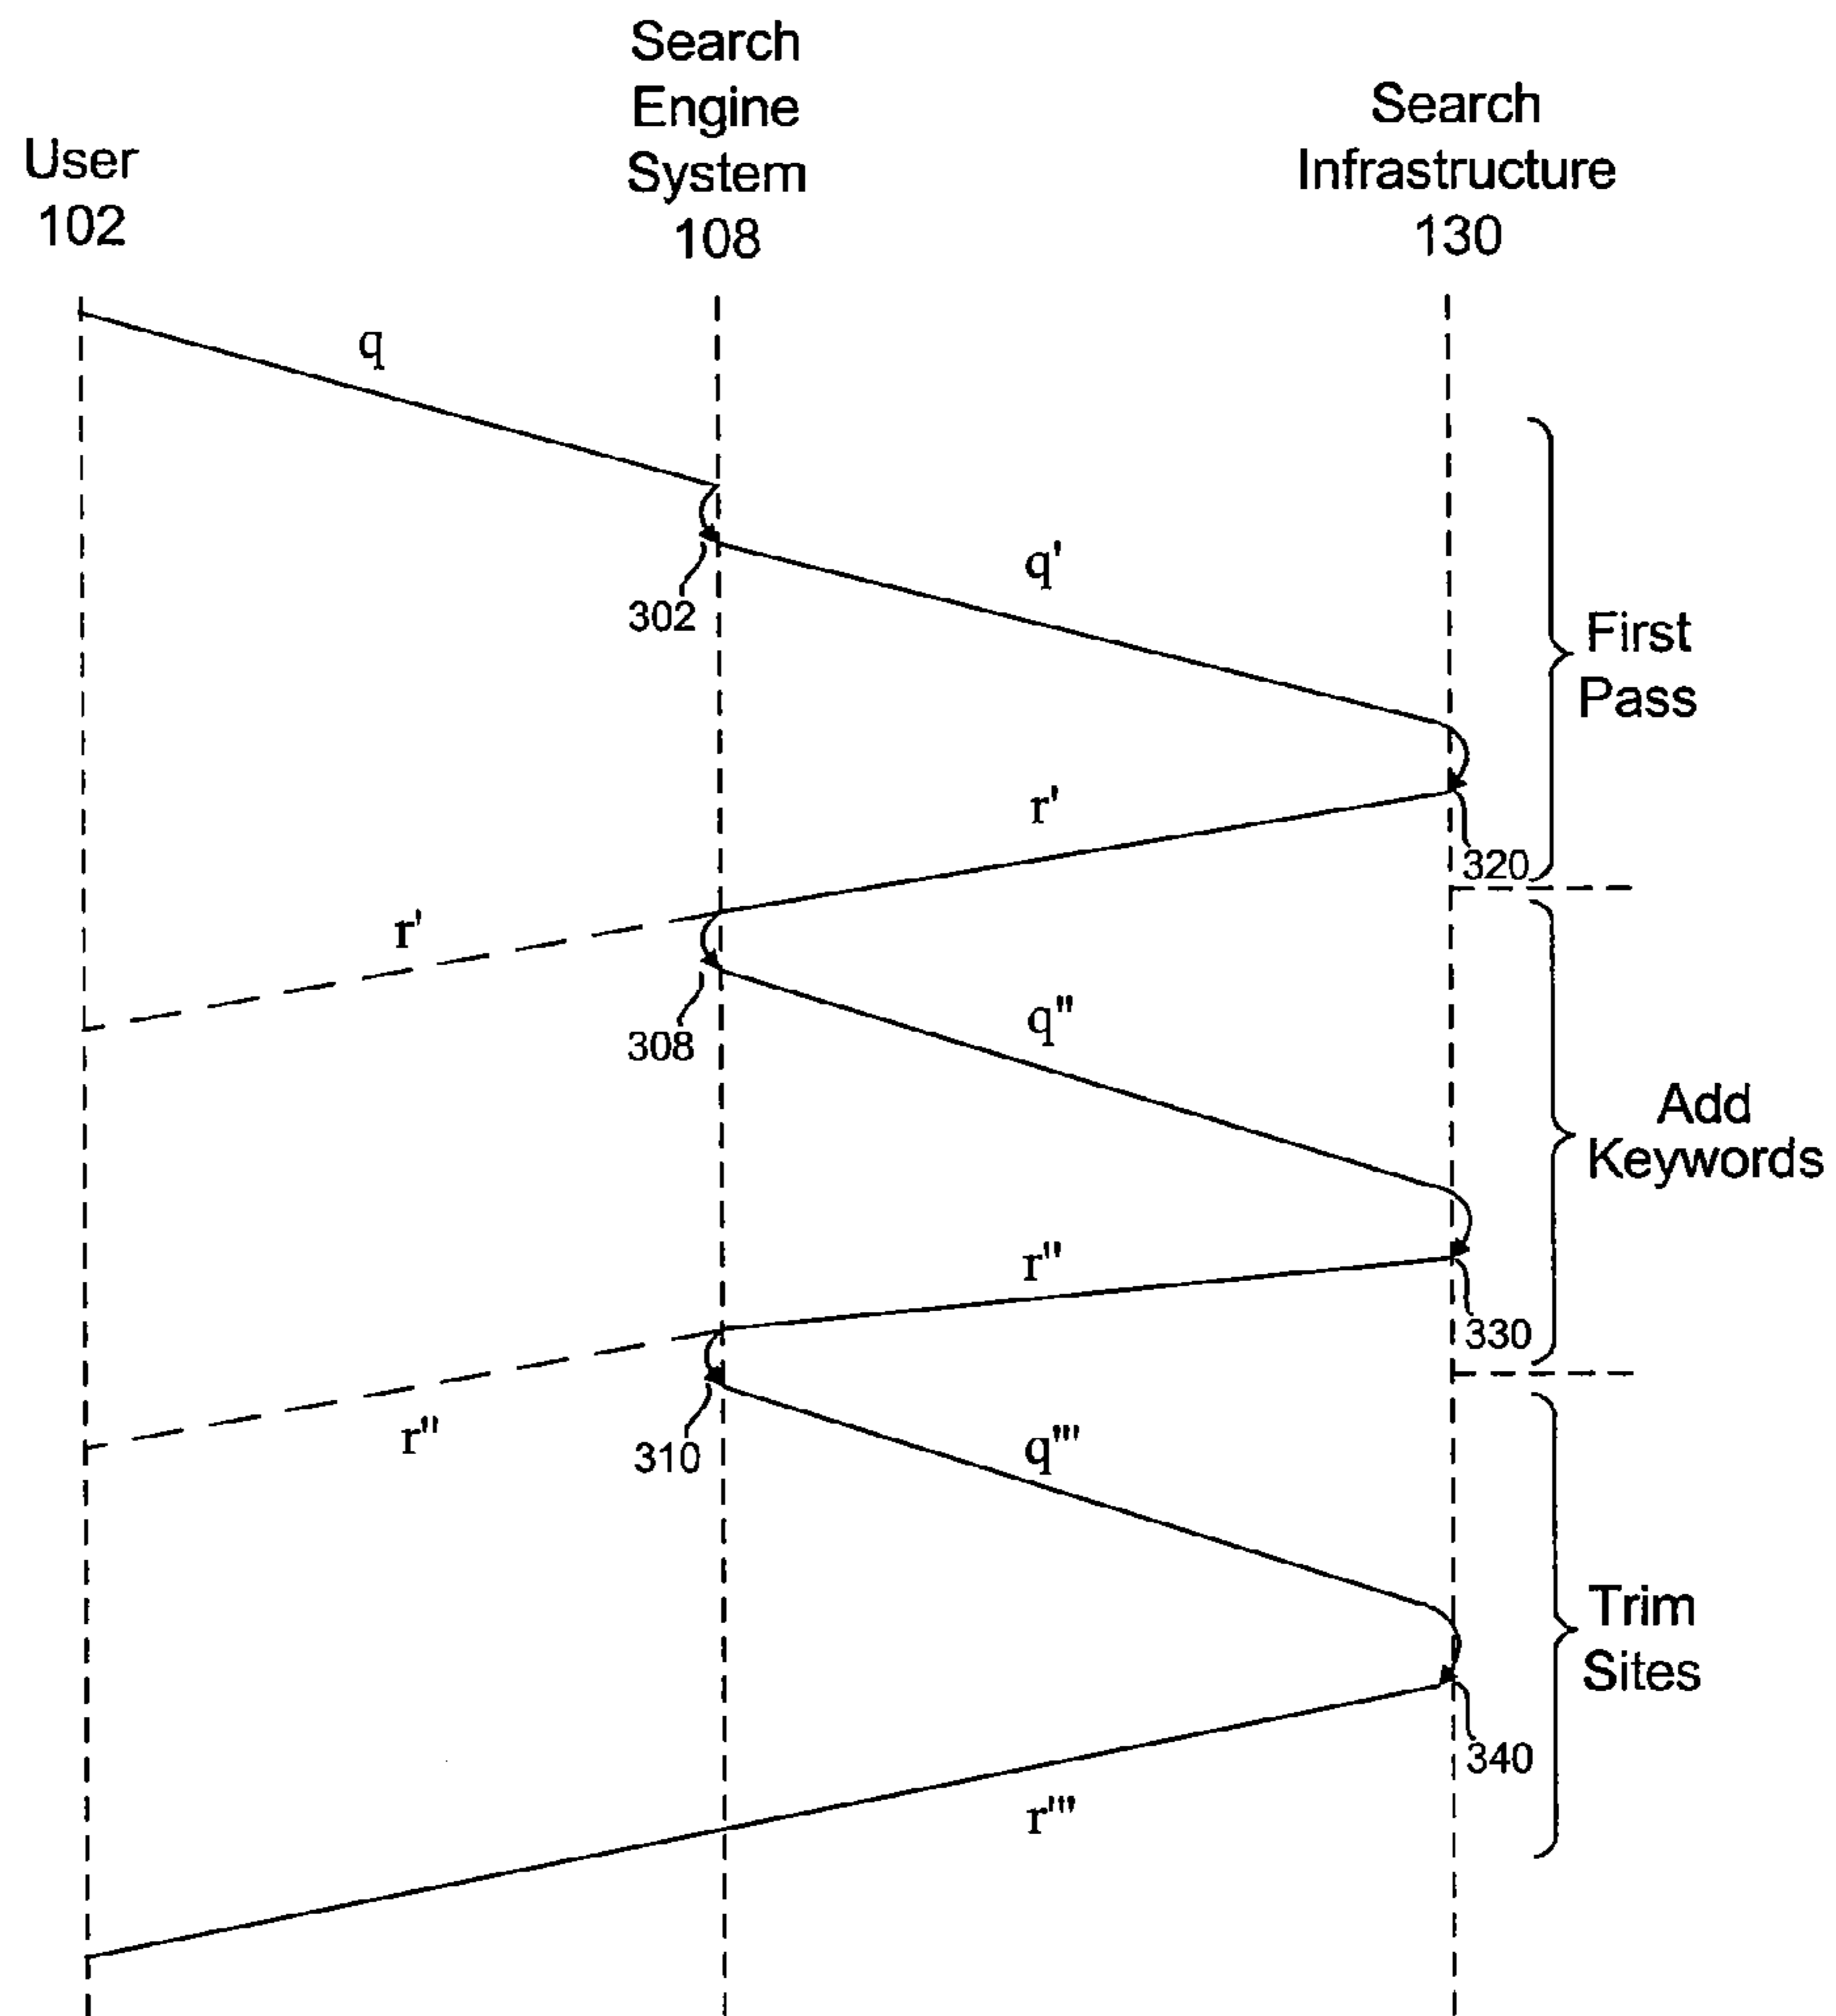 User
102
Search
Engine
System
108
Search
Infrastructure
130
q
302
q'
First
Pass
r'
320
r'
308
q"
Add
Keywords
r"
330
r"
310
q'''
Trim
Sites
340
r'''